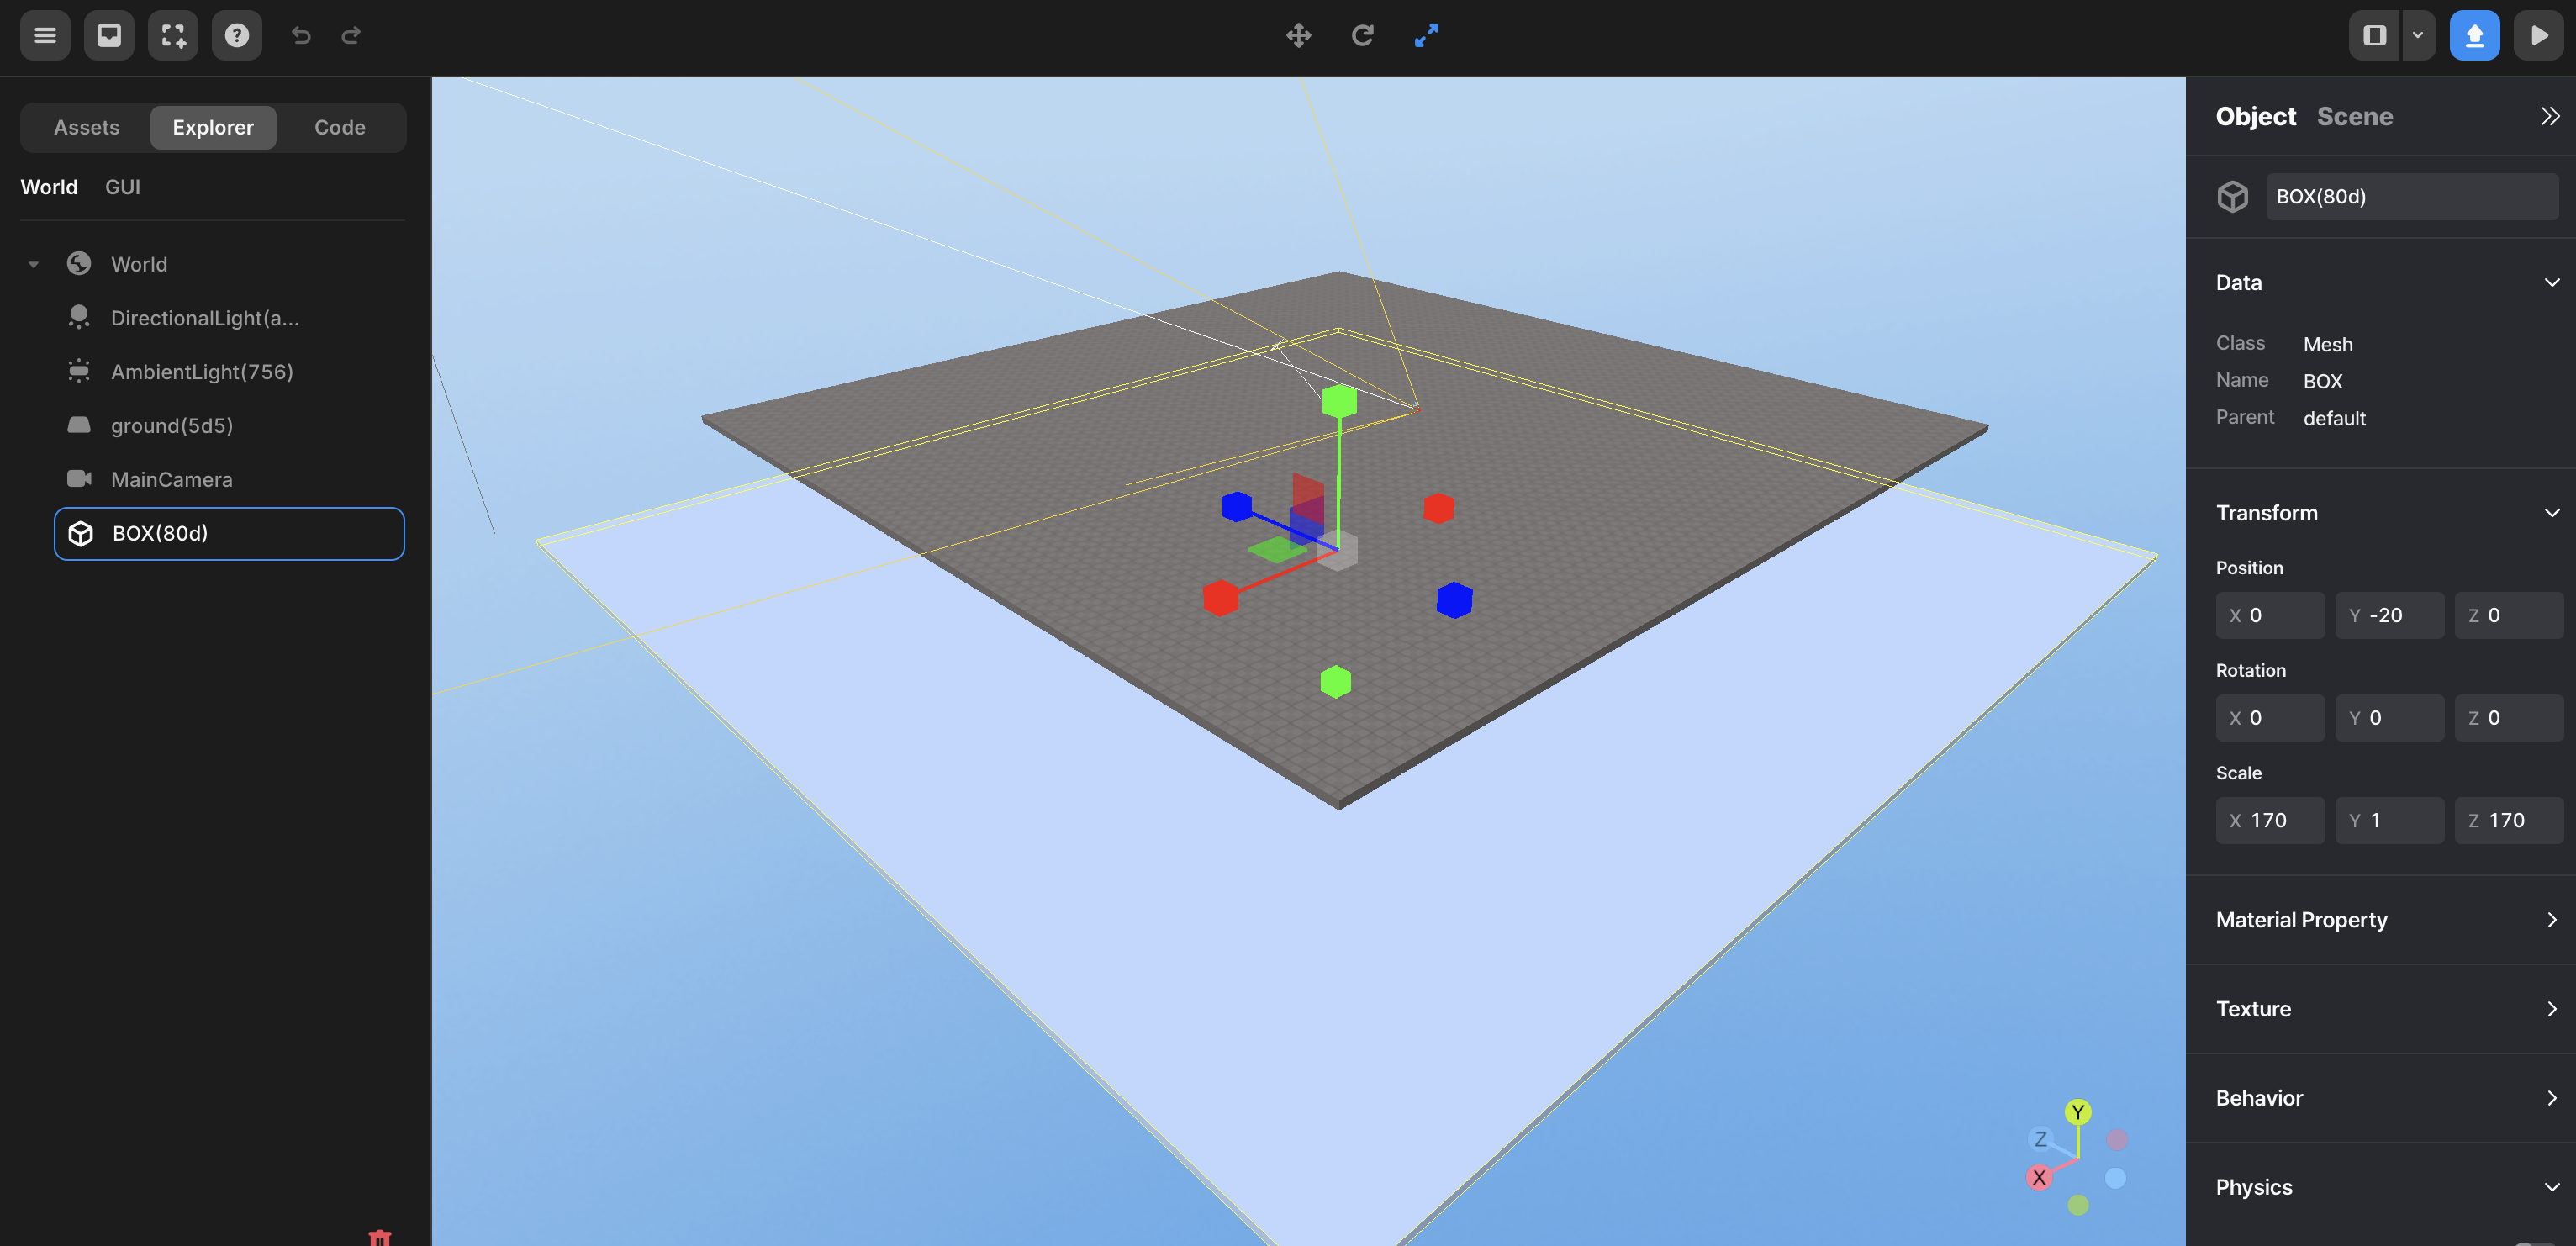 Assets Explorer Code
World GUI
World
DirectionalLight(a...
AmbientLight(756)
ground(5d5)
MainCamera
BOX(80d)
Y
Z
X
Object Scene
BOX(80d)
Data
Class Mesh
Name BOX
Parent default
Transform
Position
X 0 Y -20 Z 0
Rotation
X 0 Y 0 Z 0
Scale
X 170 Y 1 Z 170
Material Property
Texture
Behavior
Physics